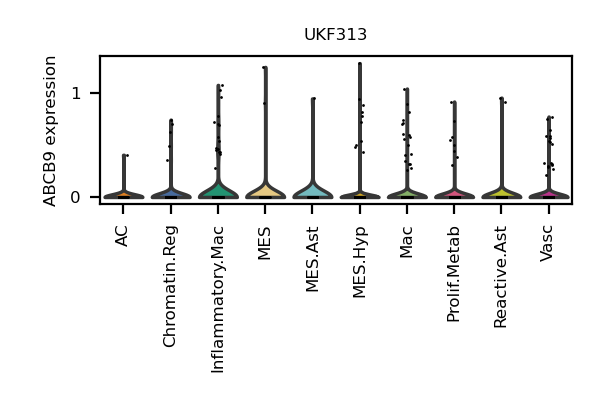 UKF313
ABCB9 expression
1
0
AC
Chromatin.Reg
Inflammatory.Mac
MES
MES.Ast
MES.Hyp
Mac
Prolif.Metab
Reactive.Ast
Vasc